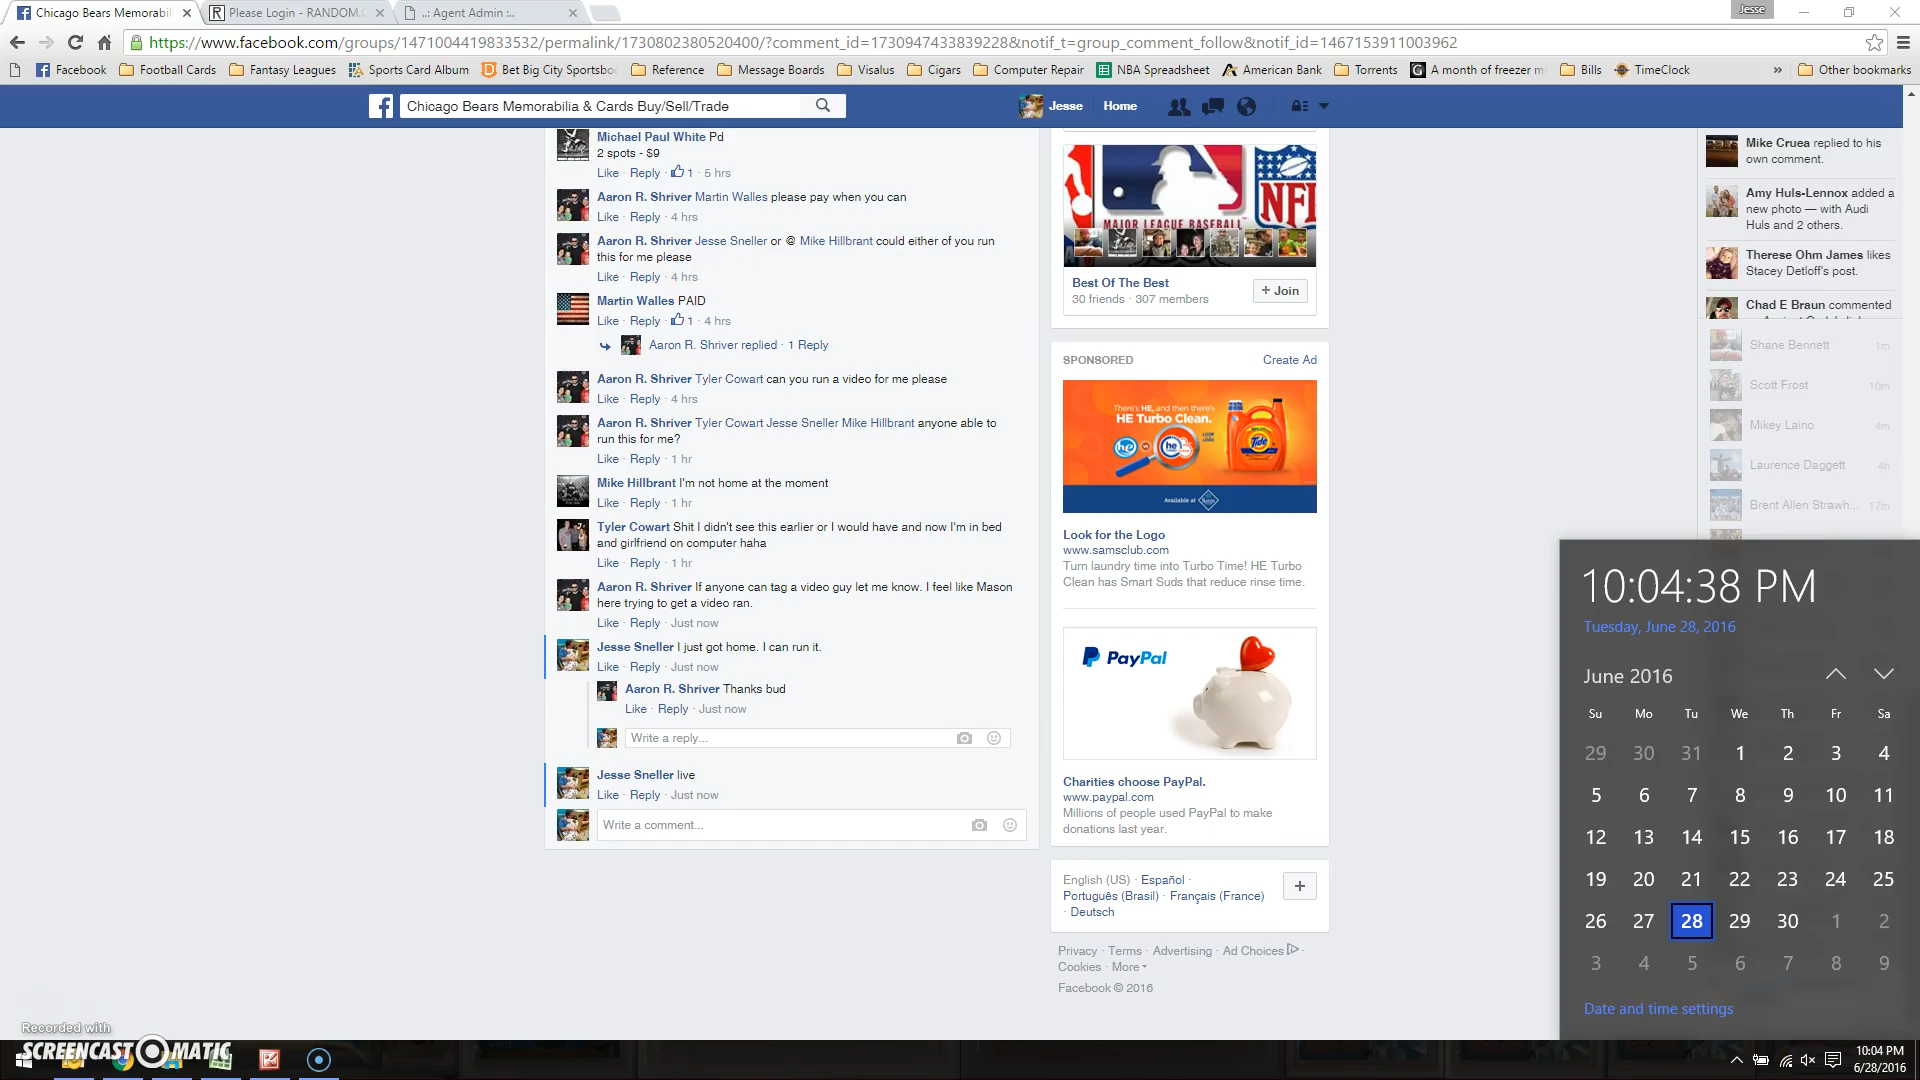 Chicago Bears Memorabil
Please Login - RANDOM.
..: Agent Admin :..
Jesse
https://www.facebook.com/groups/1471004419833532/permalink/1730802380520400/?comment_id=1730947433839228&notif_t=group_comment_follow&notif_id=1467153911003962
Facebook Football Cards Fantasy Leagues Sports Card Album Bet Big City Sportsbo Reference Message Boards Visalus Cigars Computer Repair NBA Spreadsheet American Bank Torrents A month of freezer m Bills TimeClock » Other bookmarks
Chicago Bears Memorabilia & Cards Buy/Sell/Trade
Jesse Home
Michael Paul White Pd
2 spots - $9
Like · Reply · 1 · 5 hrs
Aaron R. Shriver Martin Walles please pay when you can
Like · Reply · 4 hrs
Aaron R. Shriver Jesse Sneller or @ Mike Hillbrant could either of you run
this for me please
Like · Reply · 4 hrs
Martin Walles PAID
Like · Reply · 1 · 4 hrs
Aaron R. Shriver replied · 1 Reply
Aaron R. Shriver Tyler Cowart can you run a video for me please
Like · Reply · 4 hrs
Aaron R. Shriver Tyler Cowart Jesse Sneller Mike Hillbrant anyone able to
run this for me?
Like · Reply · 1 hr
Mike Hillbrant I'm not home at the moment
Like · Reply · 1 hr
Tyler Cowart Shit I didn't see this earlier or I would have and now I'm in bed
and girlfriend on computer haha
Like · Reply · 1 hr
Aaron R. Shriver If anyone can tag a video guy let me know. I feel like Mason
here trying to get a video ran.
Like · Reply · Just now
Jesse Sneller I just got home. I can run it.
Like · Reply · Just now
Aaron R. Shriver Thanks bud
Like · Reply · Just now
Write a reply...
Jesse Sneller live
Like · Reply · Just now
Write a comment...
NFL
MAJOR LEAGUE BASEBALL
Best Of The Best
30 friends · 307 members
+ Join
SPONSORED Create Ad
There's HE, and then there's
HE Turbo Clean.
he
he
Tide
Available at
Look for the Logo
www.samsclub.com
Turn laundry time into Turbo Time! HE Turbo
Clean has Smart Suds that reduce rinse time.
PayPal
Charities choose PayPal.
www.paypal.com
Millions of people used PayPal to make
donations last year.
English (US) · Español ·
Português (Brasil) · Français (France)
· Deutsch
+
Privacy · Terms · Advertising · Ad Choices ·
Cookies · More
Facebook © 2016
Mike Cruea replied to his
own comment.
Amy Huls-Lennox added a
new photo — with Audi
Huls and 2 others.
Therese Ohm James likes
Stacey Detloff's post.
Chad E Braun commented
Shane Bennett 1m
Scott Frost 10m
Mikey Laino 4m
Laurence Daggett 4h
Brent Allen Strawh... 17m
10:04:38 PM
Tuesday, June 28, 2016
June 2016
Su Mo Tu We Th Fr Sa
29 30 31 1 2 3 4
5 6 7 8 9 10 11
12 13 14 15 16 17 18
19 20 21 22 23 24 25
26 27 28 29 30 1 2
3 4 5 6 7 8 9
Date and time settings
Recorded with
SCREENCAST O MATIC
10:04 PM
6/28/2016